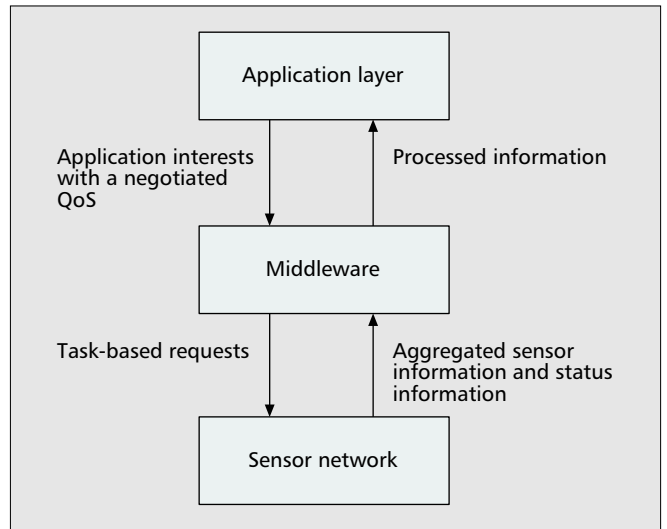 Application layer
Application interests
with a negotiated
QoS
Processed information
Middleware
Task-based requests
Aggregated sensor
information and status
information
Sensor network